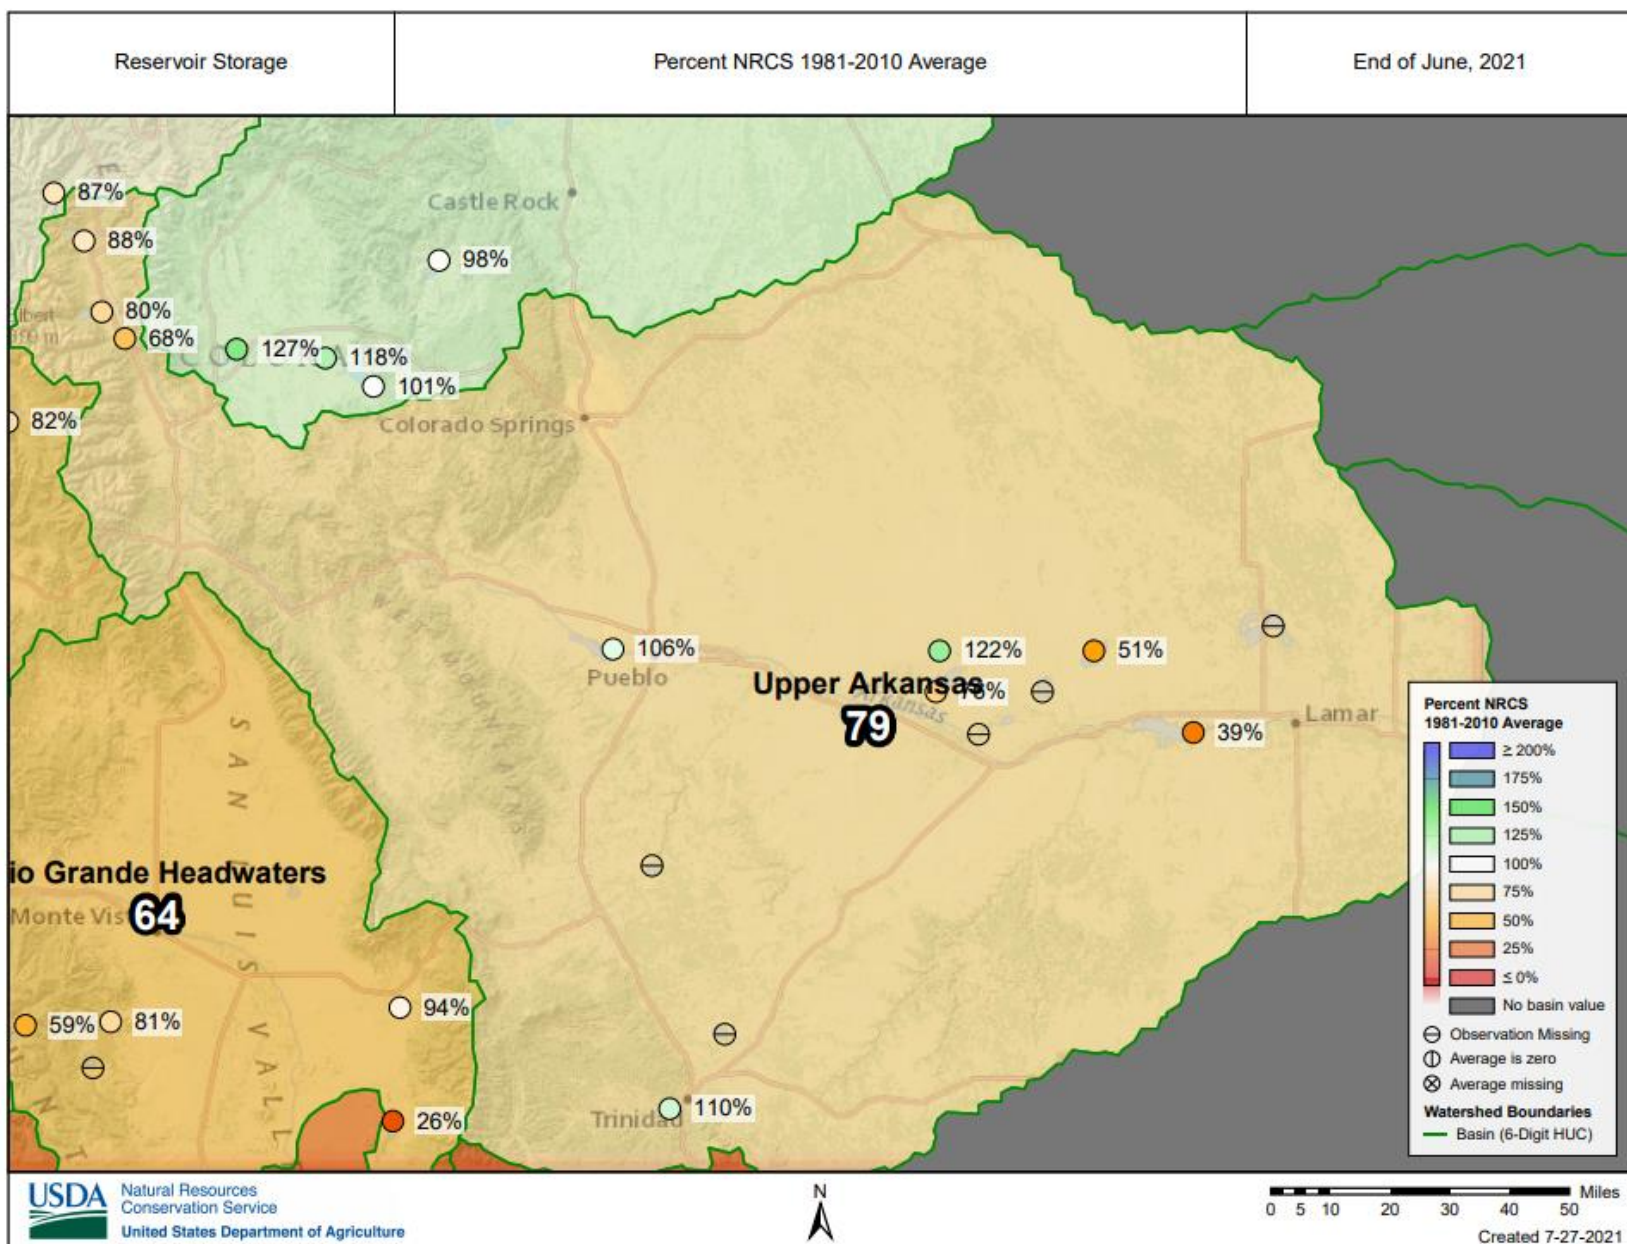 Reservoir Storage
Percent NRCS 1981-2010 Average
End of June, 2021
87%
Castle Rock
88%
98%
80%
68%
127%
118%
101%
82%
Colorado Springs
106%
122%
51%
Pueblo
Upper Arkansas
Arkansas
79
39%
Lamar
SAN LUIS VALL
io Grande Headwaters
Monte Vis
64
94%
59%
81%
26%
Trinidad
110%
Percent NRCS
1981-2010 Average
≥ 200%
175%
150%
125%
100%
75%
50%
25%
≤ 0%
No basin value
Observation Missing
Average is zero
Average missing
Watershed Boundaries
Basin (6-Digit HUC)
USDA
Natural Resources
Conservation Service
United States Department of Agriculture
N
Miles
0 5 10 20 30 40 50
Created 7-27-2021